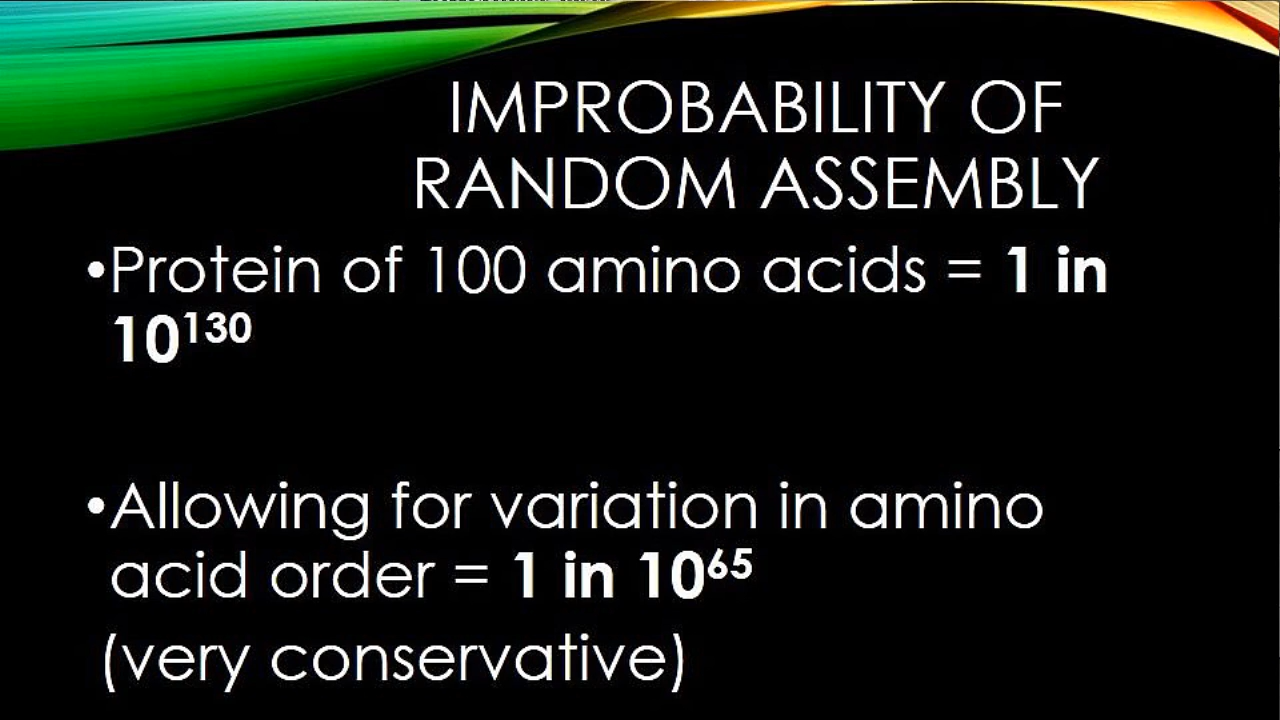 IMPROBABILITY OF
RANDOM ASSEMBLY
•Protein of 100 amino acids = 1 in
10¹³⁰
•Allowing for variation in amino
acid order = 1 in 10⁶⁵
(very conservative)